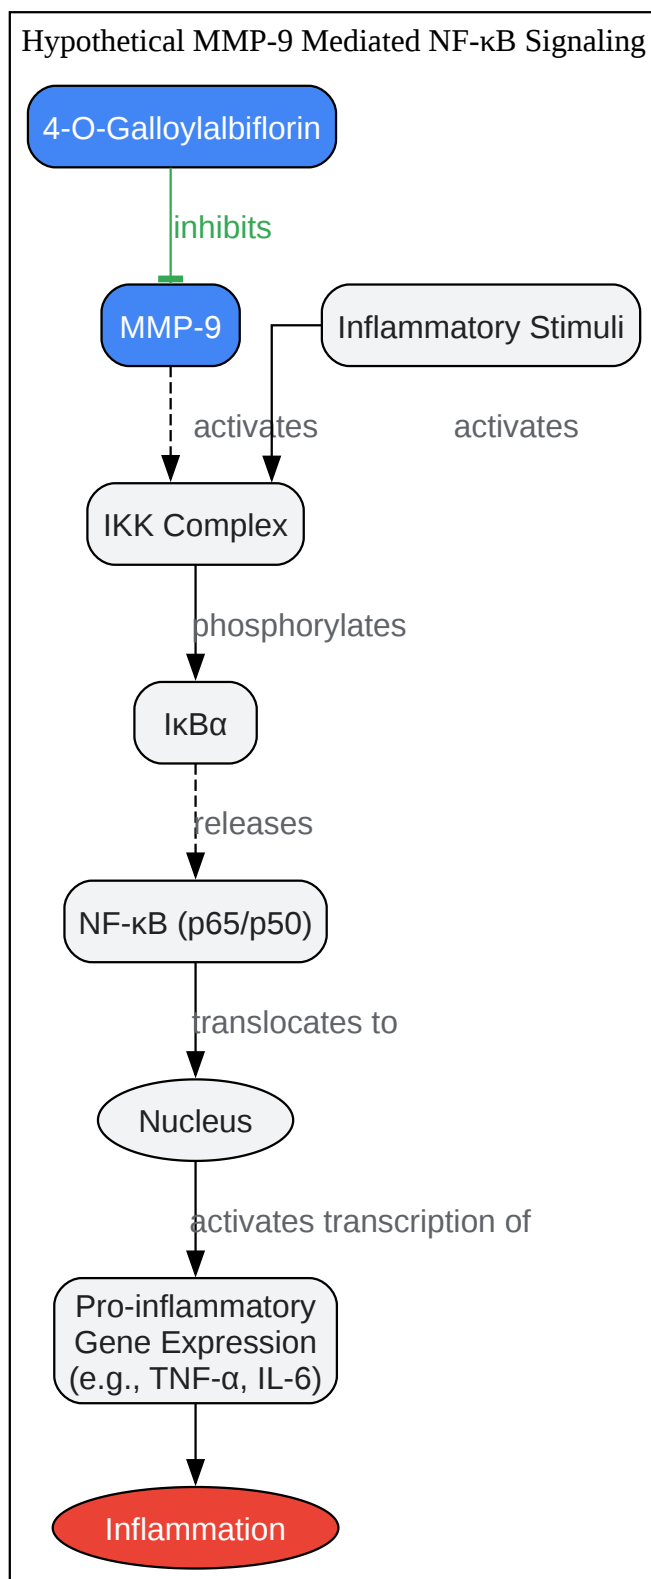 Hypothetical MMP-9 Mediated NF-κB Signaling
4-O-Galloylalbiflorin
inhibits
MMP-9
Inflammatory Stimuli
activates
activates
IKK Complex
phosphorylates
IκBα
releases
NF-κB (p65/p50)
translocates to
Nucleus
activates transcription of
Pro-inflammatory
Gene Expression
(e.g., TNF-α, IL-6)
Inflammation